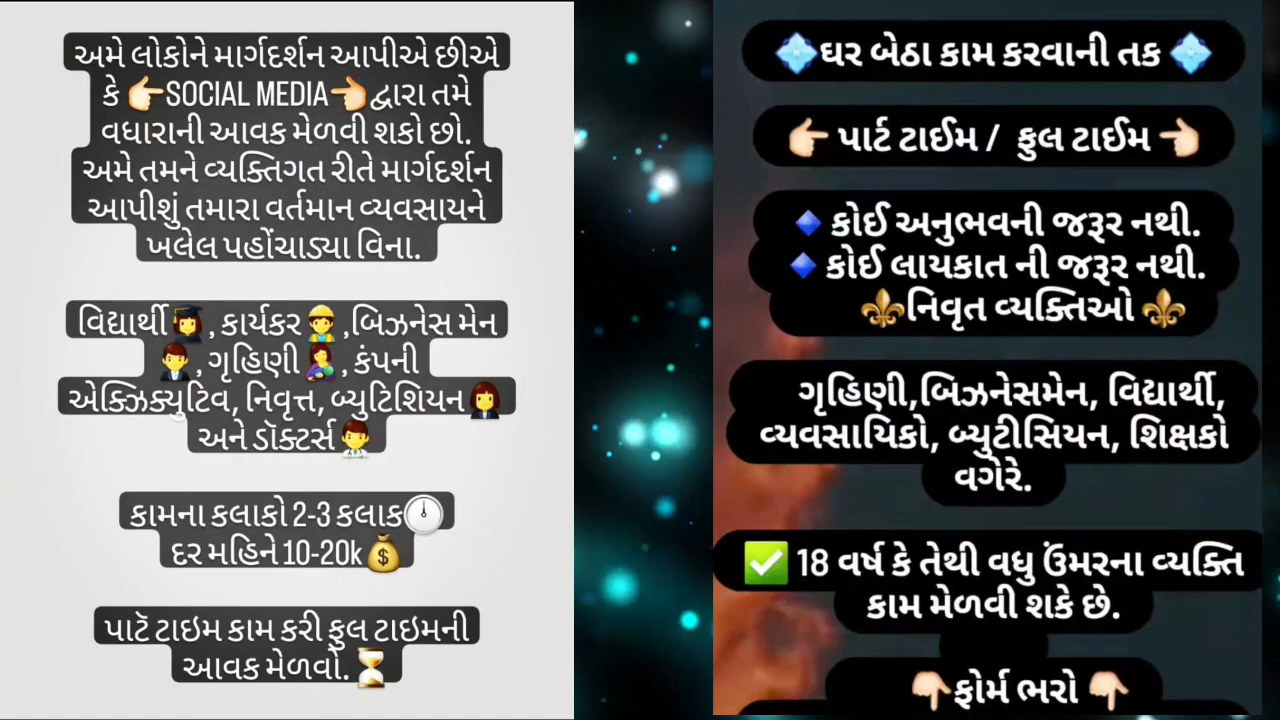 અમે લોકોને માર્ગદર્શન આપીએ છીએ
કે 👉🏻SOCIAL MEDIA👈🏻દ્વારા તમે
વધારાની આવક મેળવી શકો છો.
અમે તમને વ્યક્તિગત રીતે માર્ગદર્શન
આપીશું તમારા વર્તમાન વ્યવસાયને
ખલેલ પહોંચાડ્યા વિના.
વિદ્યાર્થી👩‍🎓, કાર્યકર👷,બિઝનેસ મેન
👨‍💼, ગૃહિણી🤱, કંપની
એક્ઝિક્યુટિવ, નિવૃત્ત, બ્યુટિશિયન👩‍💼
અને ડૉક્ટર્સ👨‍⚕️
કામના કલાકો 2-3 કલાક🕛
દર મહિને 10-20k💰
પાર્ટ ટાઇમ કામ કરી ફુલ ટાઇમની
આવક મેળવો.⏳
💠ઘર બેઠા કામ કરવાની તક 💠
👉🏻 પાર્ટ ટાઈમ / ફુલ ટાઈમ 👈🏻
🔹કોઈ અનુભવની જરૂર નથી.
🔹કોઈ લાયકાત ની જરૂર નથી.
⚜️નિવૃત વ્યક્તિઓ ⚜️
ગૃહિણી,બિઝનેસમેન, વિદ્યાર્થી,
વ્યવસાયિકો, બ્યુટીસિયન, શિક્ષકો
વગેરે.
✅ 18 વર્ષ કે તેથી વધુ ઉંમરના વ્યક્તિ
કામ મેળવી શકે છે.
👇🏻ફોર્મ ભરો 👇🏻